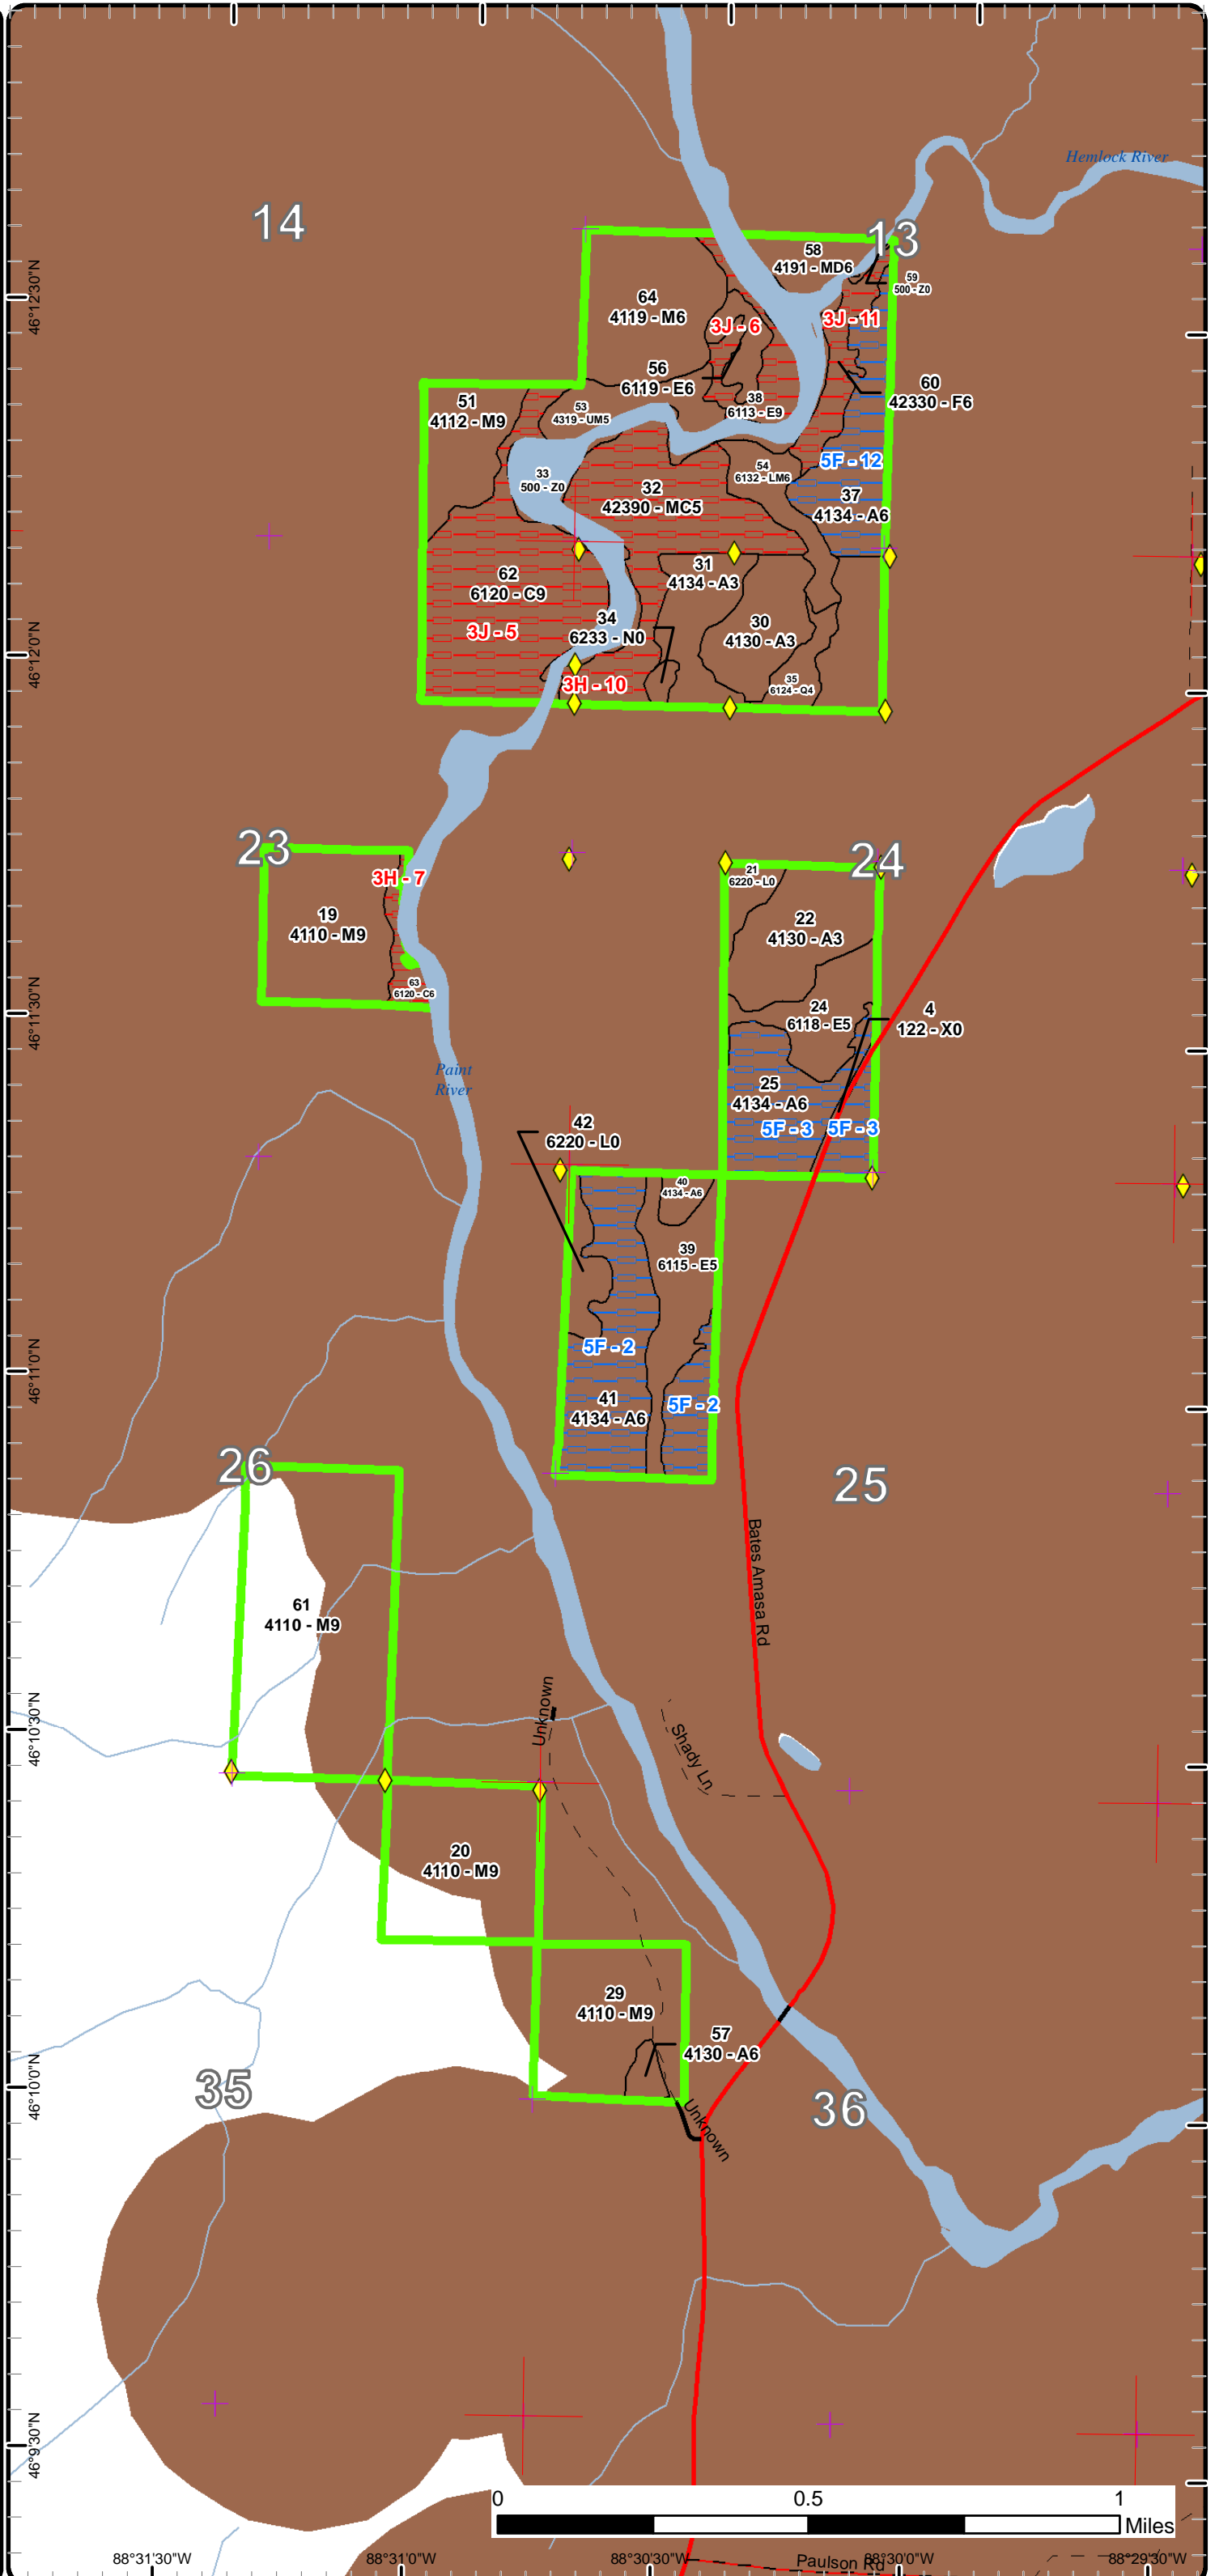 Hemlock River
14
13
58
4191 - MD6
59
500 - Z0
64
4119 - M6
3J - 6
3J - 11
46°12'30"N
56
6119 - E6
60
42330 - F6
51
4112 - M9
53
4319 - UM5
38
6113 - E9
33
500 - Z0
54
6132 - LM6
5F - 12
32
42390 - MC5
37
4134 - A6
31
4134 - A3
62
6120 - C9
3J - 5
34
6233 - N0
30
4130 - A3
46°12'0"N
3H - 10
35
6124 - Q4
23
24
3H - 7
21
6220 - L0
19
4110 - M9
22
4130 - A3
63
6120 - C6
46°11'30"N
24
6118 - E5
4
122 - X0
Paint
River
25
4134 - A6
5F - 3
5F - 3
42
6220 - L0
40
4134 - A6
39
6115 - E5
46°11'0"N
5F - 2
41
4134 - A6
5F - 2
26
25
Bates Amasa Rd
61
4110 - M9
46°10'30"N
Unknown
Shady Ln
20
4110 - M9
29
4110 - M9
57
4130 - A6
46°10'0"N
35
36
Unknown
46°9'30"N
0
0.5
1
Miles
88°31'30"W
88°31'0"W
88°30'30"W
88°30'0"W
88°29'30"W
Paulson Rd